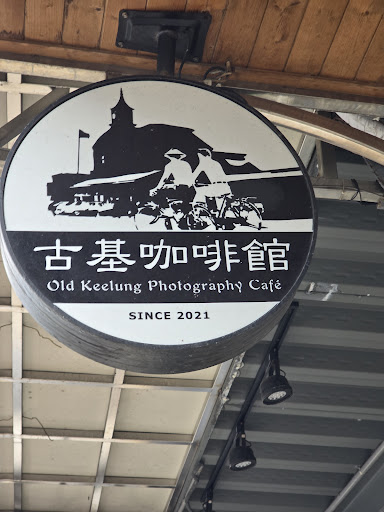 古基咖啡館
Old Keelung Photography Café
SINCE 2021